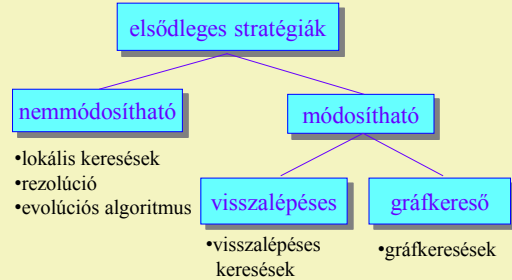 elsődleges stratégiák
nemmódosítható
módosítható
•lokális keresések
•rezolúció
•evolúciós algoritmus
visszalépéses
gráfkereső
•visszalépéses
keresések
•gráfkeresések